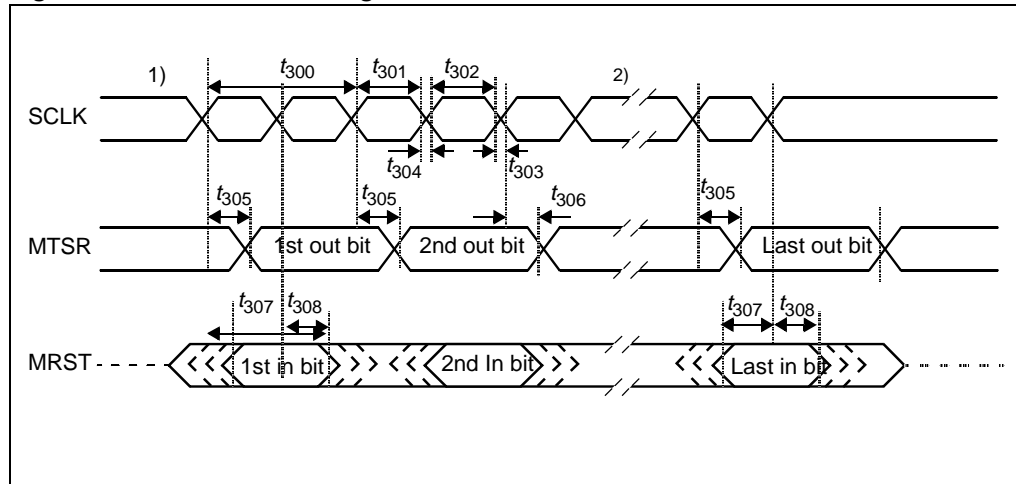 1) t300 t301 t302 2)
SCLK
t304 t303
t305 t305 t306 t305
MTSR 1st out bit 2nd out bit Last out bit
t307 t308 t307 t308
MRST 1st in bit 2nd In bit Last in bit